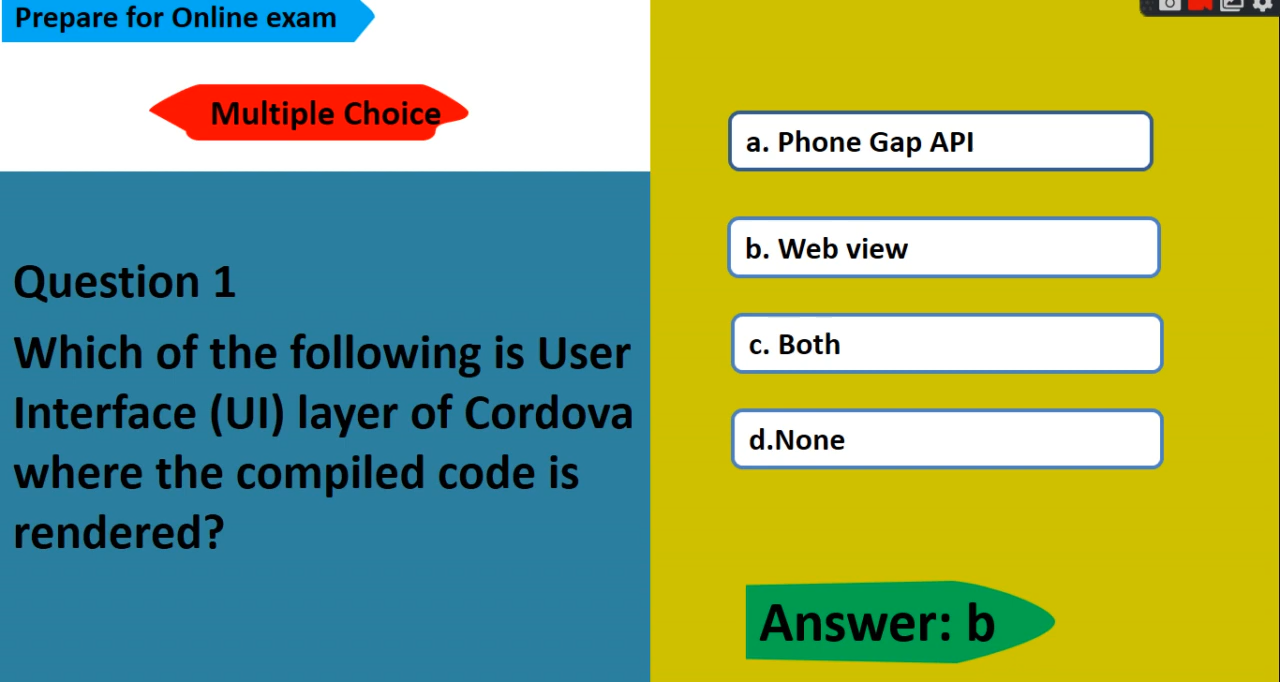 Prepare for Online exam
Multiple Choice
Question 1
Which of the following is User
Interface (UI) layer of Cordova
where the compiled code is
rendered?
a. Phone Gap API
b. Web view
c. Both
d.None
Answer: b